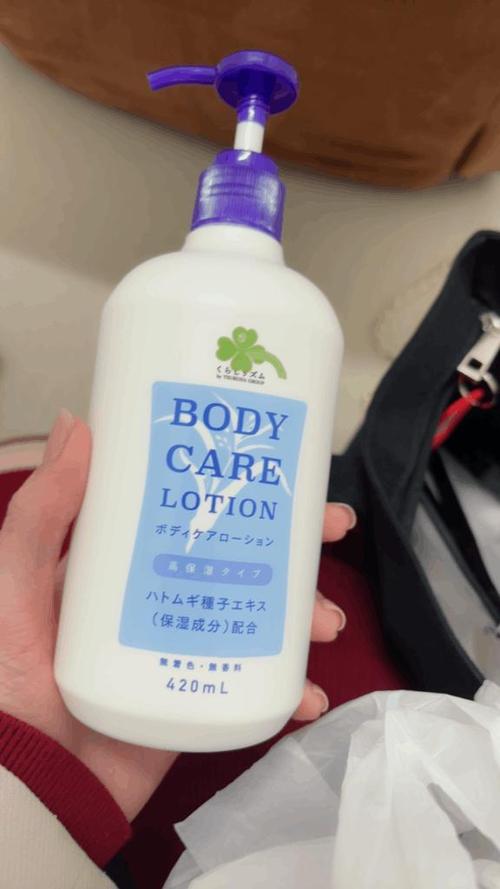 くらしリズム
by TSURUHA GROUP
BODY
CARE
LOTION
ボディケアローション
高保湿タイプ
ハトムギ種子エキス
(保湿成分)配合
無着色・無香料
420mL